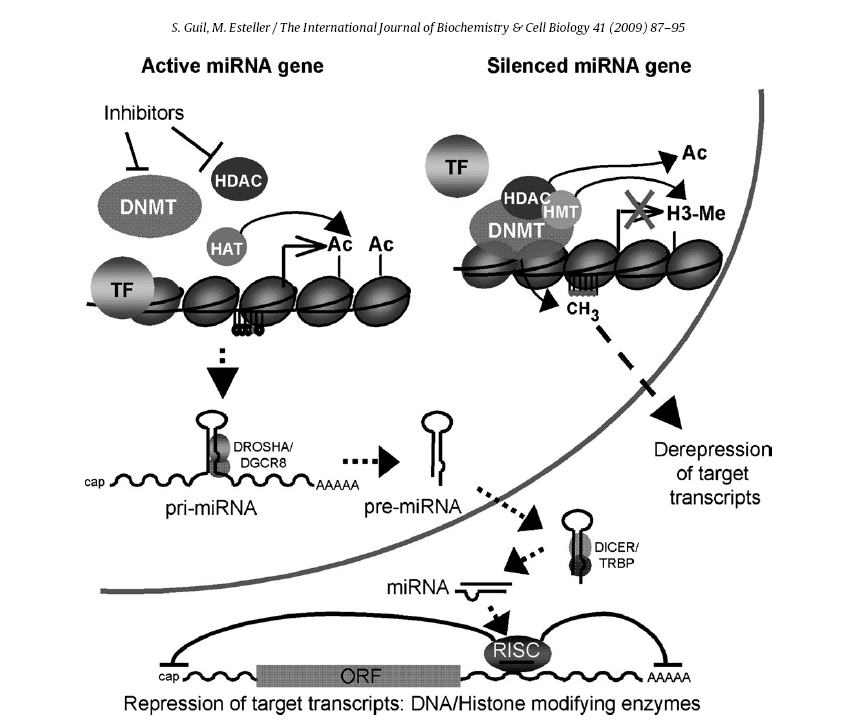 S. Guil, M. Esteller / The International Journal of Biochemistry & Cell Biology 41 (2009) 87–95
Active miRNA gene
Silenced miRNA gene
Inhibitors
HDAC
DNMT
HAT
Ac
Ac
TF
TF
Ac
HDAC
HMT
DNMT
H3-Me
CH3
DROSHA/
DGCR8
cap
AAAAA
pri-miRNA
pre-miRNA
Derepression
of target
transcripts
DICER/
TRBP
miRNA
RISC
cap
ORF
AAAAA
Repression of target transcripts: DNA/Histone modifying enzymes